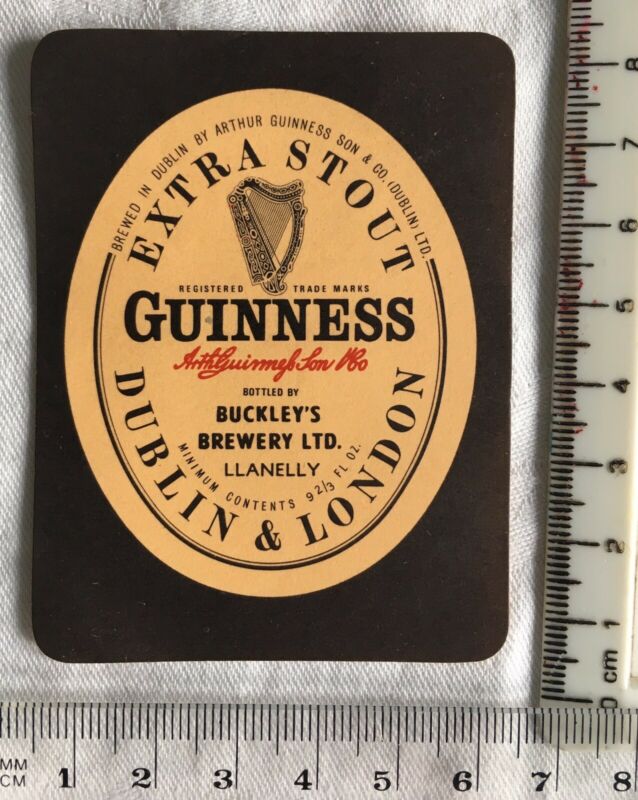 BREWED IN DUBLIN BY ARTHUR GUINNESS SON & CO. (DUBLIN) LTD.
EXTRA STOUT
REGISTERED TRADE MARKS
GUINNESS
Arth Guinness Son & Co
BOTTLED BY
BUCKLEY'S
BREWERY LTD.
LLANELLY
MINIMUM CONTENTS 9 2/3 FL OZ.
DUBLIN & LONDON
8
7
6
5
4
3
2
1
0 cm
MM
CM
1 2 3 4 5 6 7 8